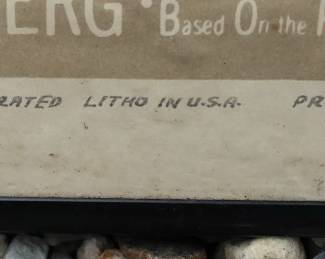 ERG · Based On the
RATED LITHO IN U.S.A. PR